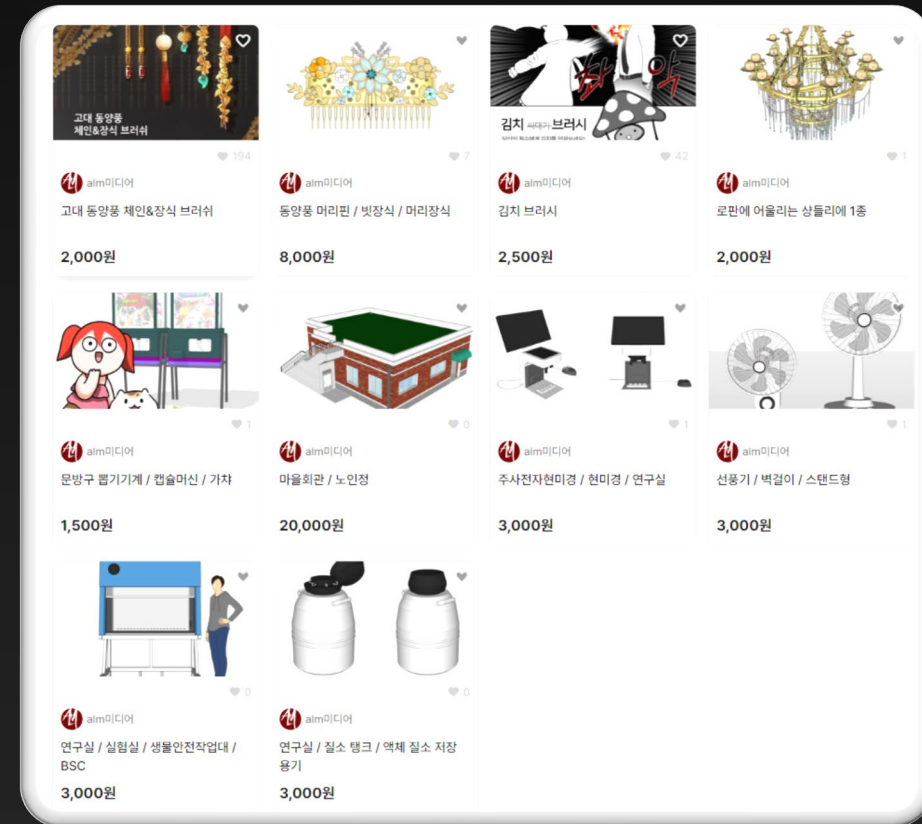 고대 동양풍
체인&장식 브러쉬
194
alm미디어
고대 동양풍 체인&장식 브러쉬
2,000원
7
alm미디어
동양풍 머리핀 / 빗장식 / 머리장식
8,000원
촤
악
김치 싸대기 브러시
42
alm미디어
김치 브러시
2,500원
1
alm미디어
로판에 어울리는 샹들리에 1종
2,000원
1
alm미디어
문방구 뽑기기계 / 캡슐머신 / 가챠
1,500원
0
alm미디어
마을회관 / 노인정
20,000원
1
alm미디어
주사전자현미경 / 현미경 / 연구실
3,000원
1
alm미디어
선풍기 / 벽걸이 / 스탠드형
3,000원
0
alm미디어
연구실 / 실험실 / 생물안전작업대 /
BSC
3,000원
0
alm미디어
연구실 / 질소 탱크 / 액체 질소 저장
용기
3,000원